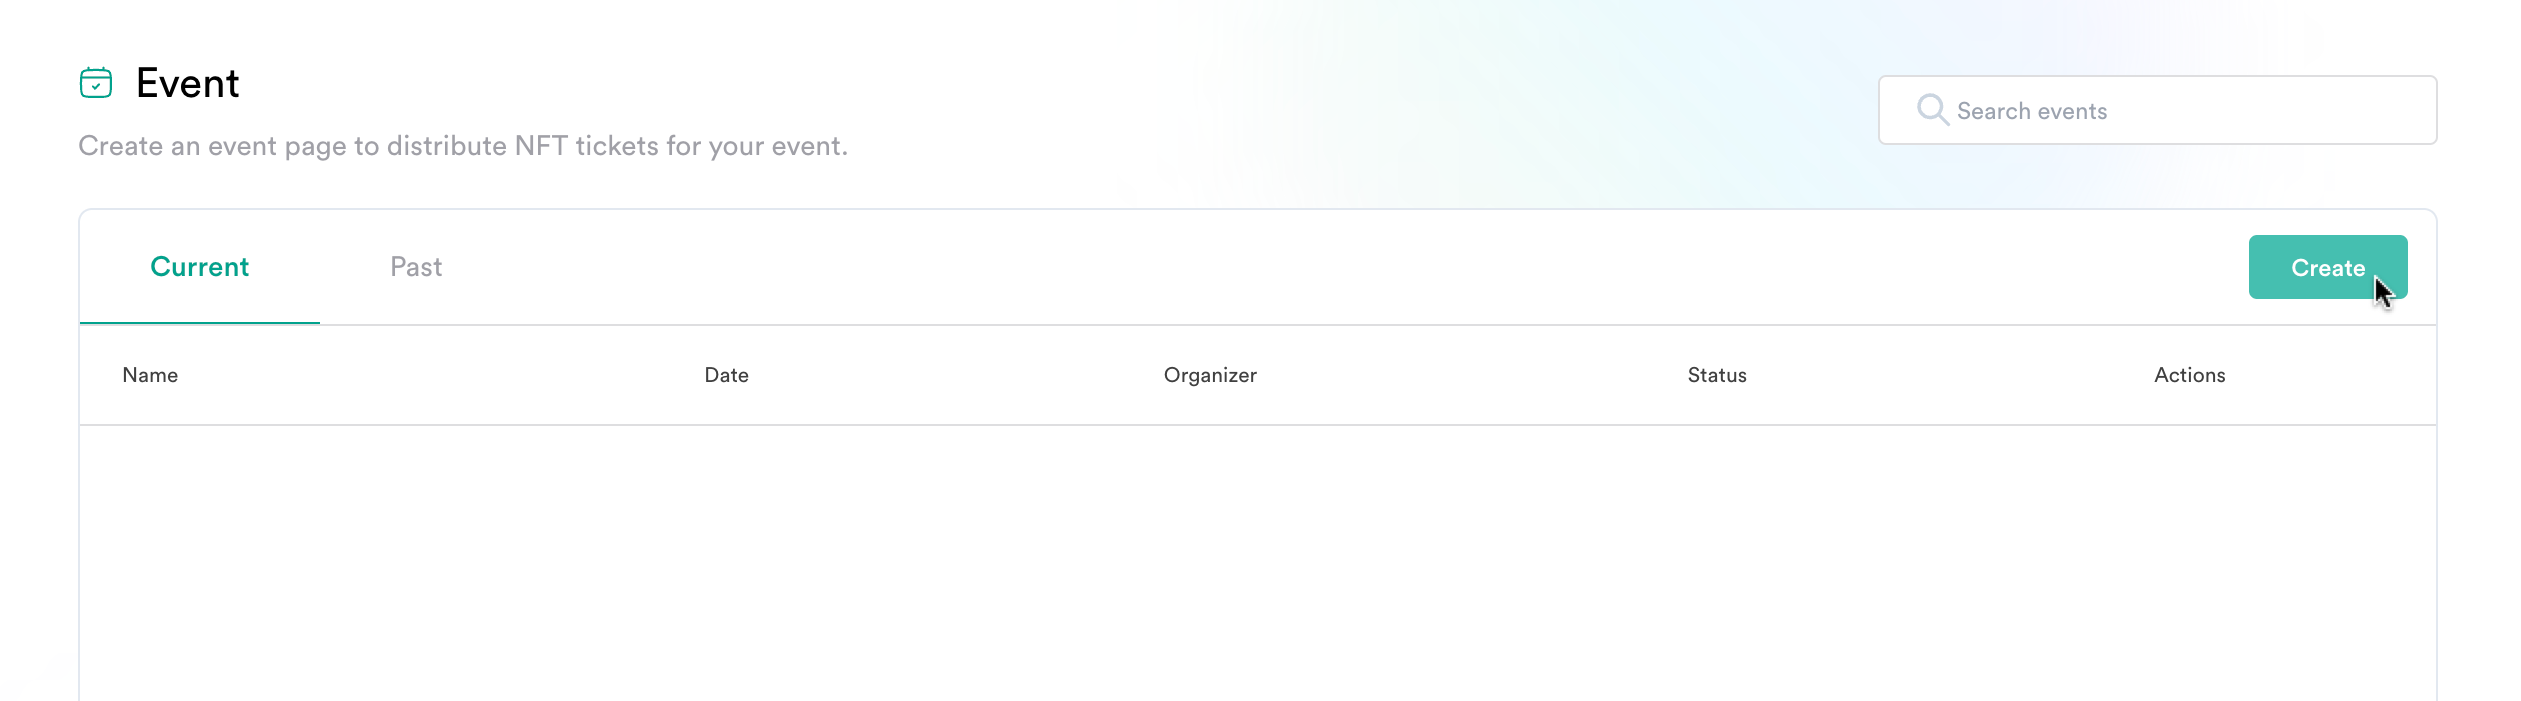 Event
Create an event page to distribute NFT tickets for your event.
Search events
Current Past Create
Name Date Organizer Status Actions